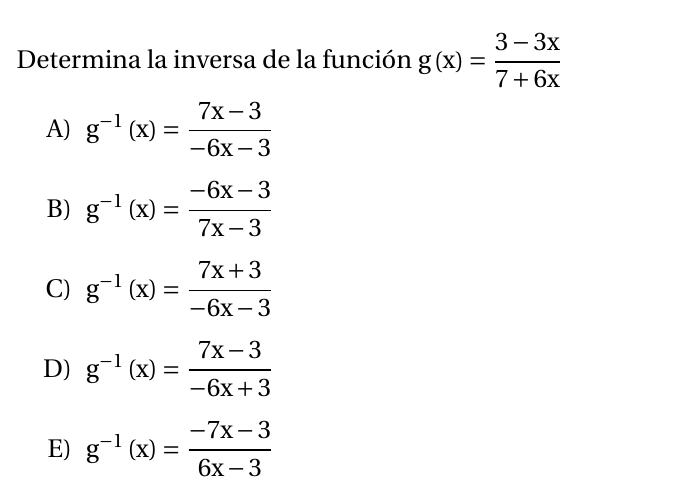 Determina la inversa de la función g(x) = \frac{3-3x}{7+6x}
A) g^{-1}(x) = \frac{7x-3}{-6x-3}
B) g^{-1}(x) = \frac{-6x-3}{7x-3}
C) g^{-1}(x) = \frac{7x+3}{-6x-3}
D) g^{-1}(x) = \frac{7x-3}{-6x+3}
E) g^{-1}(x) = \frac{-7x-3}{6x-3}